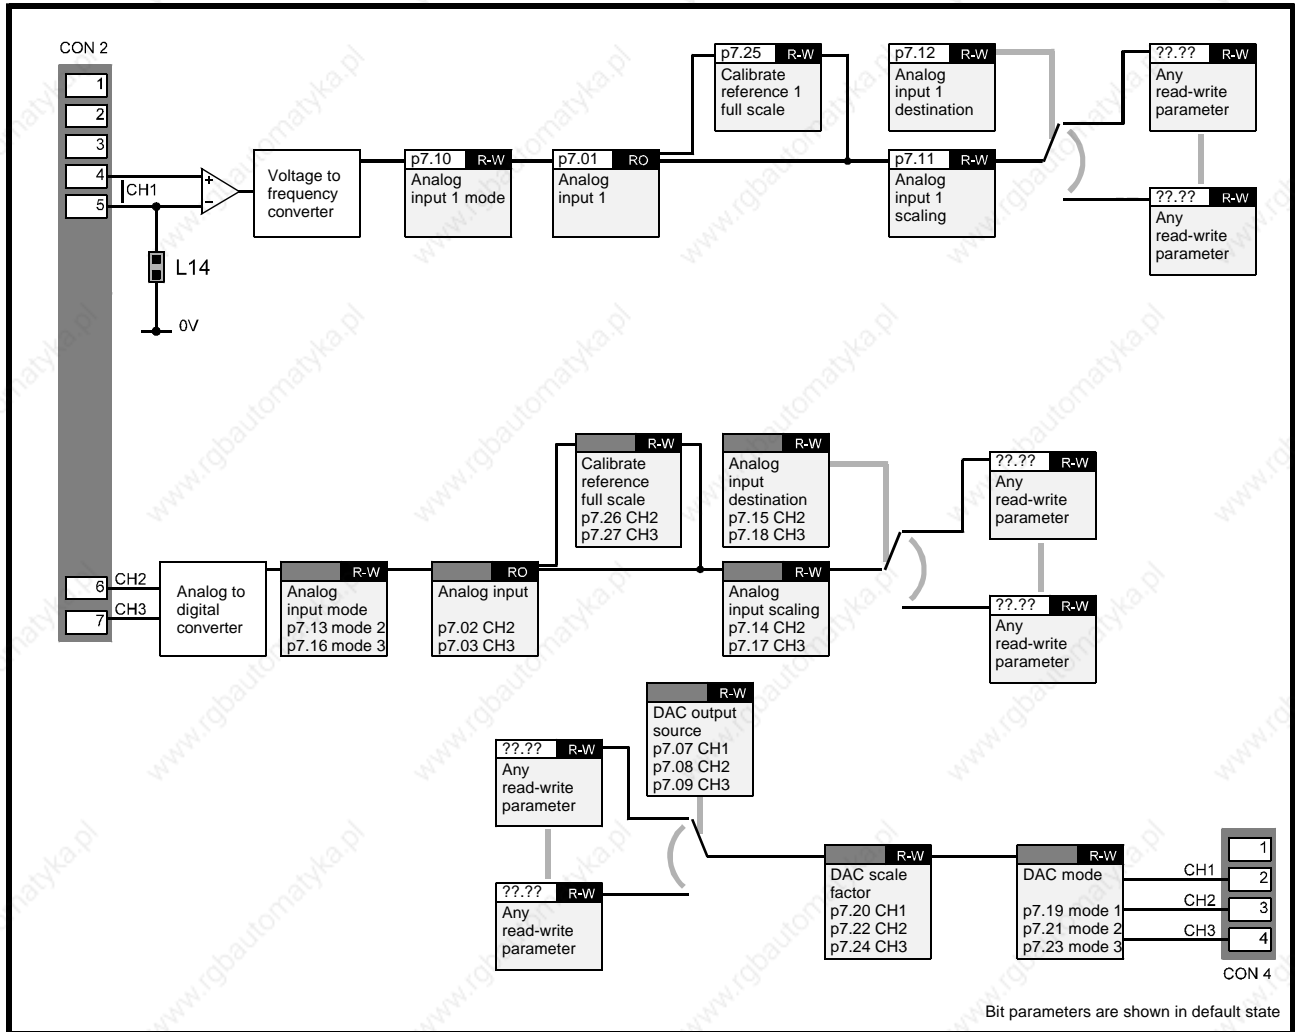 CON 2
1
2
3
4
5
CH1
L14
0V
Voltage to
frequency
converter
p7.10 R-W
Analog
input 1 mode
p7.01 RO
Analog
input 1
p7.25 R-W
Calibrate
reference 1
full scale
p7.12 R-W
Analog
input 1
destination
p7.11 R-W
Analog
input 1
scaling
??.?? R-W
Any
read-write
parameter
??.?? R-W
Any
read-write
parameter
6
7
CH2
CH3
Analog to
digital
converter
R-W
Analog
input mode
p7.13 mode 2
p7.16 mode 3
RO
Analog input
p7.02 CH2
p7.03 CH3
R-W
Calibrate
reference
full scale
p7.26 CH2
p7.27 CH3
R-W
Analog
input
destination
p7.15 CH2
p7.18 CH3
R-W
Analog
input scaling
p7.14 CH2
p7.17 CH3
??.?? R-W
Any
read-write
parameter
??.?? R-W
Any
read-write
parameter
??.?? R-W
Any
read-write
parameter
??.?? R-W
Any
read-write
parameter
R-W
DAC output
source
p7.07 CH1
p7.08 CH2
p7.09 CH3
R-W
DAC scale
factor
p7.20 CH1
p7.22 CH2
p7.24 CH3
R-W
DAC mode
p7.19 mode 1
p7.21 mode 2
p7.23 mode 3
CH1
CH2
CH3
1
2
3
4
CON 4
Bit parameters are shown in default state
www.rgbautomatyka.pl